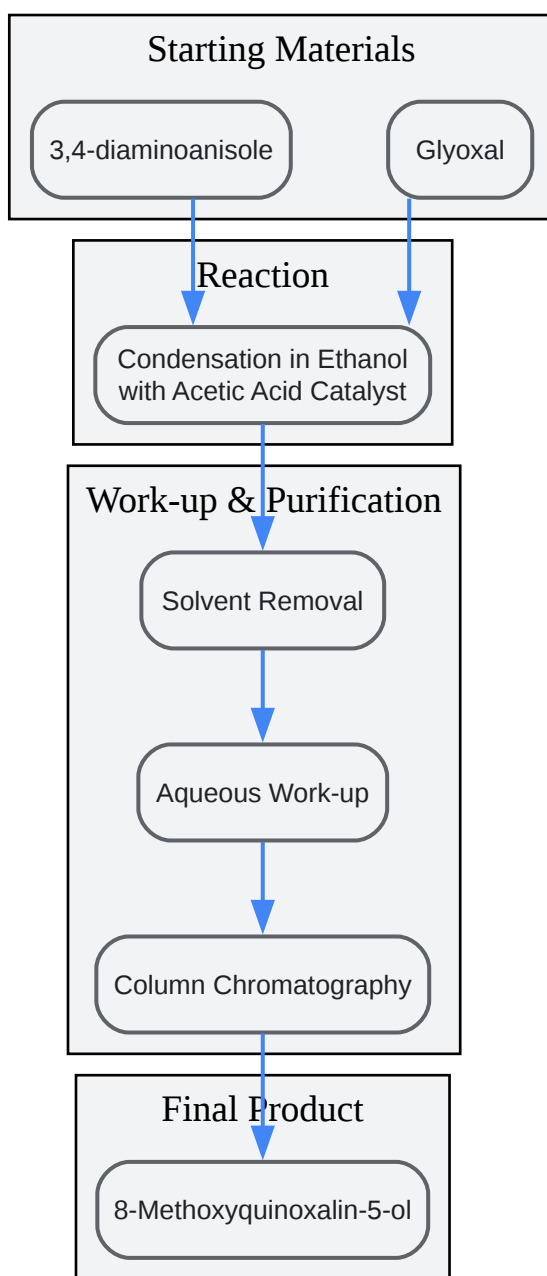 Starting Materials
3,4-diaminoanisole
Glyoxal
Reaction
Condensation in Ethanol
with Acetic Acid Catalyst
Work-up & Purification
Solvent Removal
Aqueous Work-up
Column Chromatography
Final Product
8-Methoxyquinoxalin-5-ol